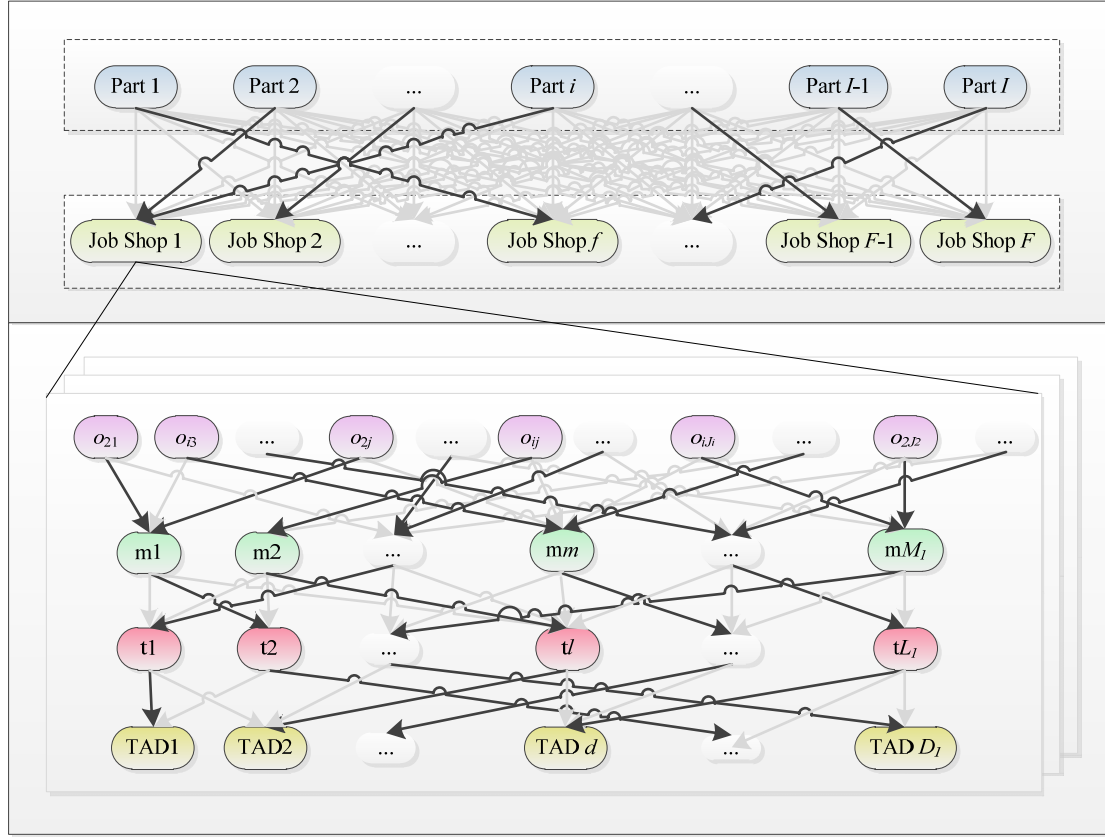 Part 1 Part 2 ... Part i ... Part I-1 Part I
Job Shop 1 Job Shop 2 ... Job Shop f ... Job Shop F-1 Job Shop F
o21 oi3 ... o2j ... oij ... oiJi ... o2J2 ...
m1 m2 ... mm ... mM1
t1 t2 ... tl ... tL1
TAD1 TAD2 ... TAD d ... TAD D1